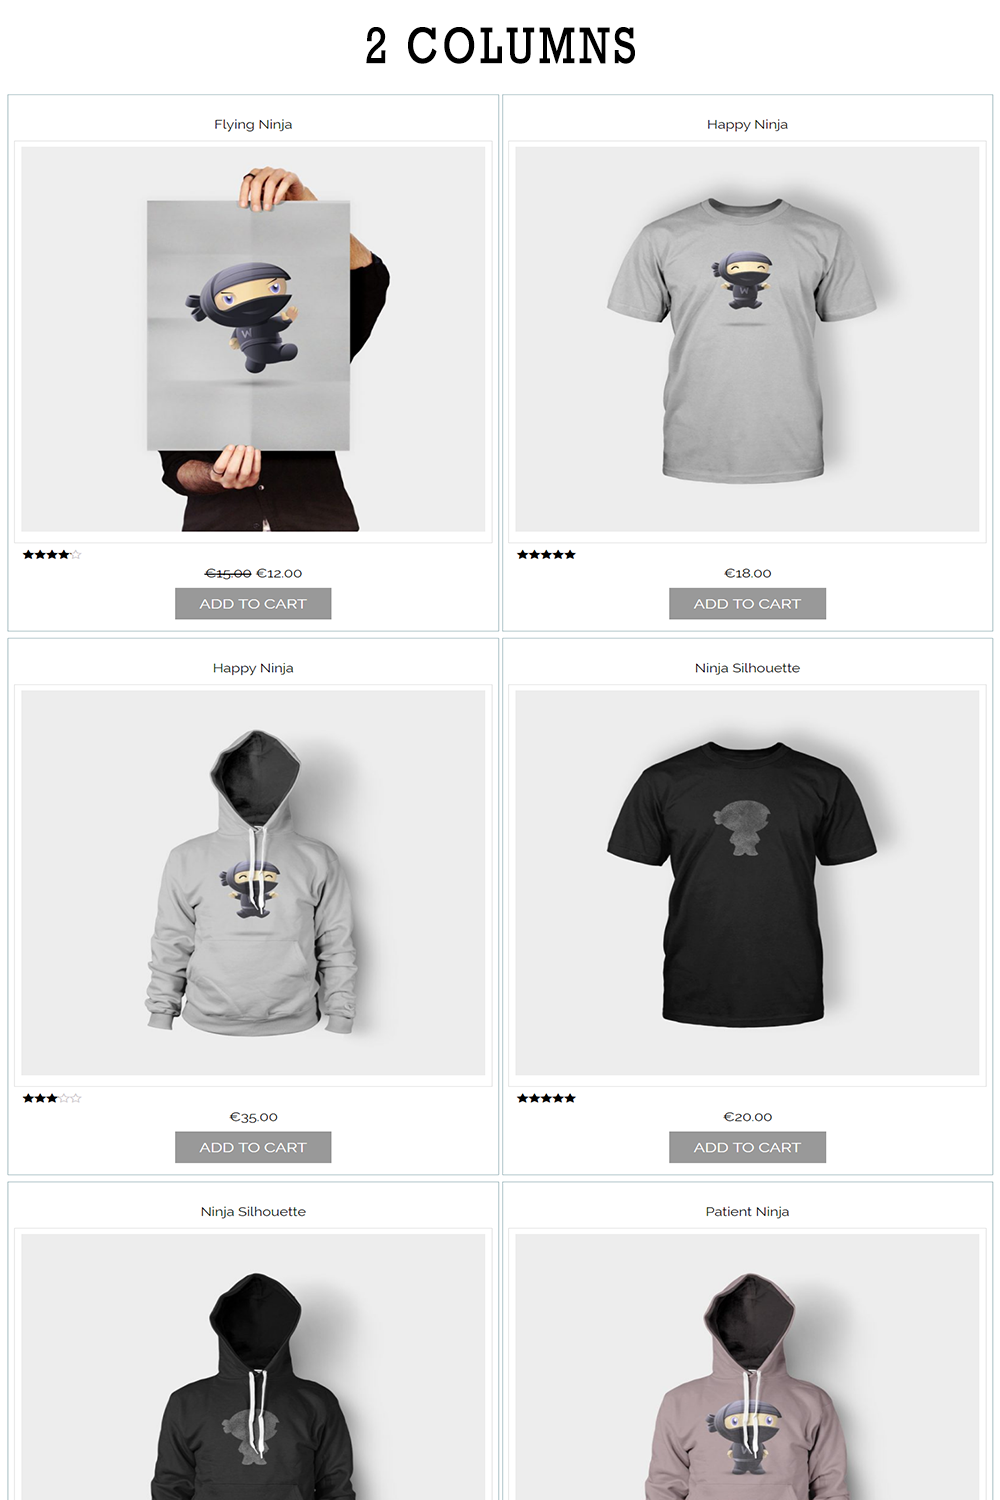 2 COLUMNS
Flying Ninja
W
€15.00 €12.00
ADD TO CART
Happy Ninja
W
€18.00
ADD TO CART
Happy Ninja
€35.00
ADD TO CART
Ninja Silhouette
€20.00
ADD TO CART
Ninja Silhouette
Patient Ninja
W